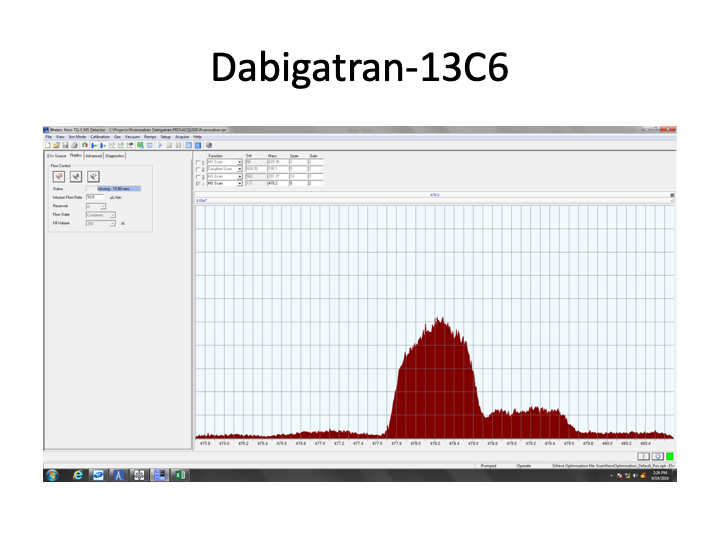 Dabigatran-13C6
Waters Xevo TQ-S MS Detector - C:\Projects\Rivaroxaban Dabigatran.PRO\ACQUDB\Rivaroxaban.ipr
File View Ion Mode Calibration Gas Vacuum Ramps Setup Acquire Help
ES+ Source Fluidics Advanced Diagnostics
Function Set Mass Span Gain
1 MS Scan
2 Daughter Scan
3 MS Scan
MS Scan 478.2 5 2
Flow Control
Status Infusing
Infusion Flow Rate 10.0 µL/min
Reservoir
Flow State Combined
Fill Volume 250 µL
478.2
475.8 476.0 476.2 476.4 476.6 476.8 477.0 477.2 477.4 477.6 477.8 478.0 478.2 478.4 478.6 478.8 479.0 479.2 479.4 479.6 479.8 480.0 480.2 480.4
Pumped Operate
2:26 PM